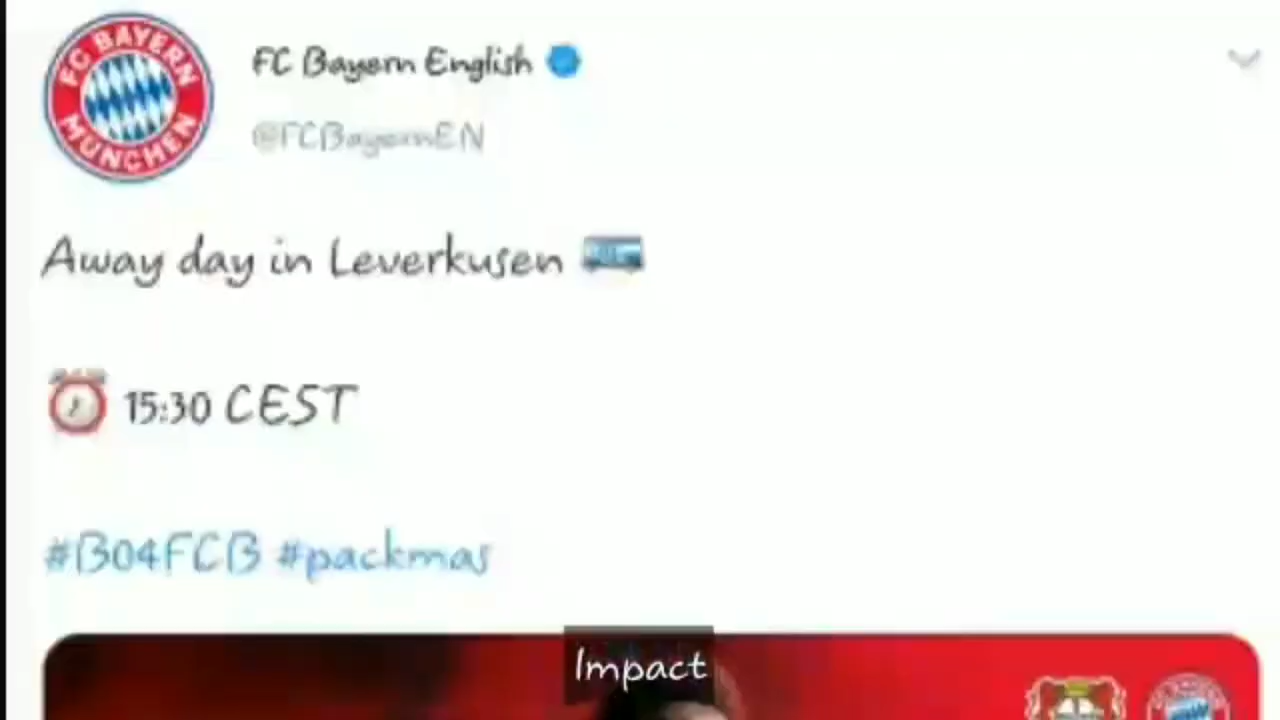 FC BAYERN
MÜNCHEN
FC Bayern English
@FCBayernEN
Away day in Leverkusen
15:30 CEST
#B04FCB #packmas
Impact